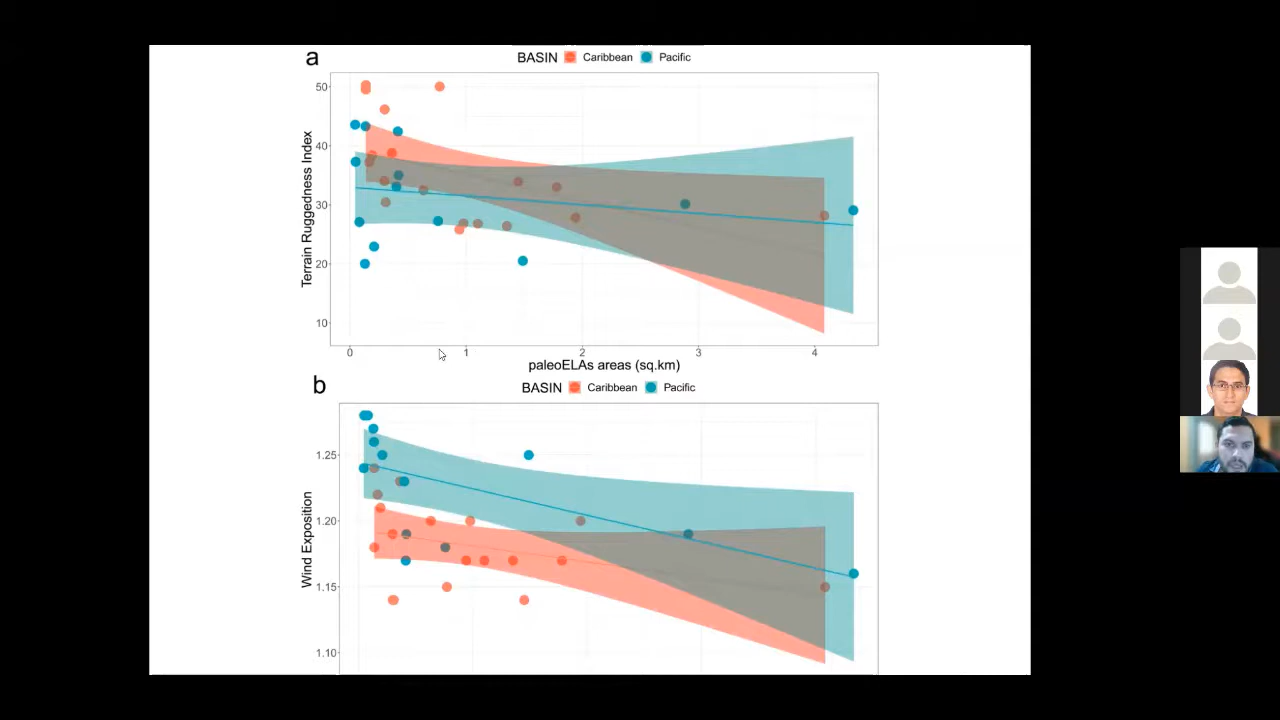 a
BASIN Caribbean Pacific
Terrain Ruggedness Index
50
40
30
20
10
0 1 2 3 4
paleoELAs areas (sq.km)
b
BASIN Caribbean Pacific
Wind Exposition
1.25
1.20
1.15
1.10